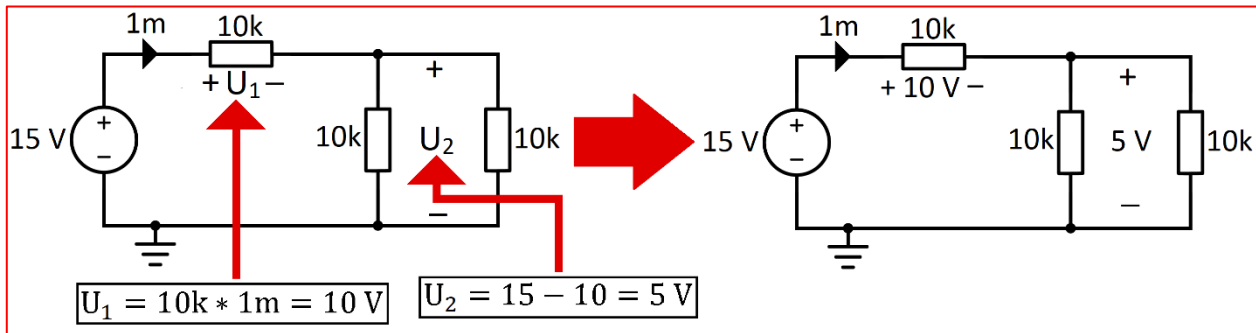 1m
10k
+ U₁ −
+
15 V
+
−
10k
U₂
10k
−
U₁ = 10k ∗ 1m = 10 V
U₂ = 15 − 10 = 5 V
1m
10k
+ 10 V −
+
15 V
+
−
10k
5 V
10k
−